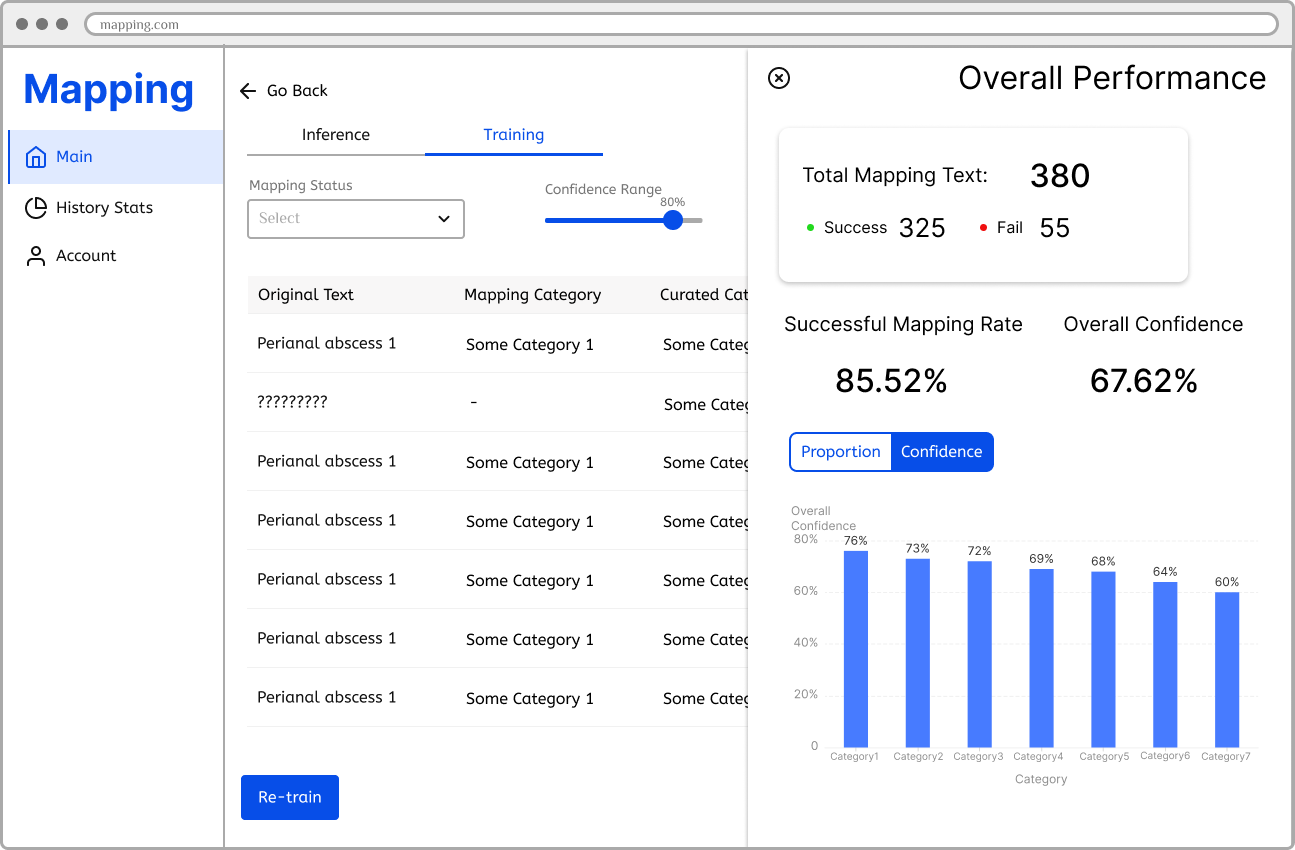 mapping.com
Mapping
Main
History Stats
Account
Go Back
Inference
Training
Mapping Status
Select
Confidence Range
80%
Original Text Mapping Category Curated Cat
Perianal abscess 1 Some Category 1 Some Categ
????????? - Some Categ
Perianal abscess 1 Some Category 1 Some Categ
Perianal abscess 1 Some Category 1 Some Categ
Perianal abscess 1 Some Category 1 Some Categ
Perianal abscess 1 Some Category 1 Some Categ
Perianal abscess 1 Some Category 1 Some Categ
Re-train
Overall Performance
Total Mapping Text: 380
Success 325 Fail 55
Successful Mapping Rate Overall Confidence
85.52% 67.62%
Proportion Confidence
Overall
Confidence
80%
60%
40%
20%
0
76% 73% 72% 69% 68% 64% 60%
Category1 Category2 Category3 Category4 Category5 Category6 Category7
Category